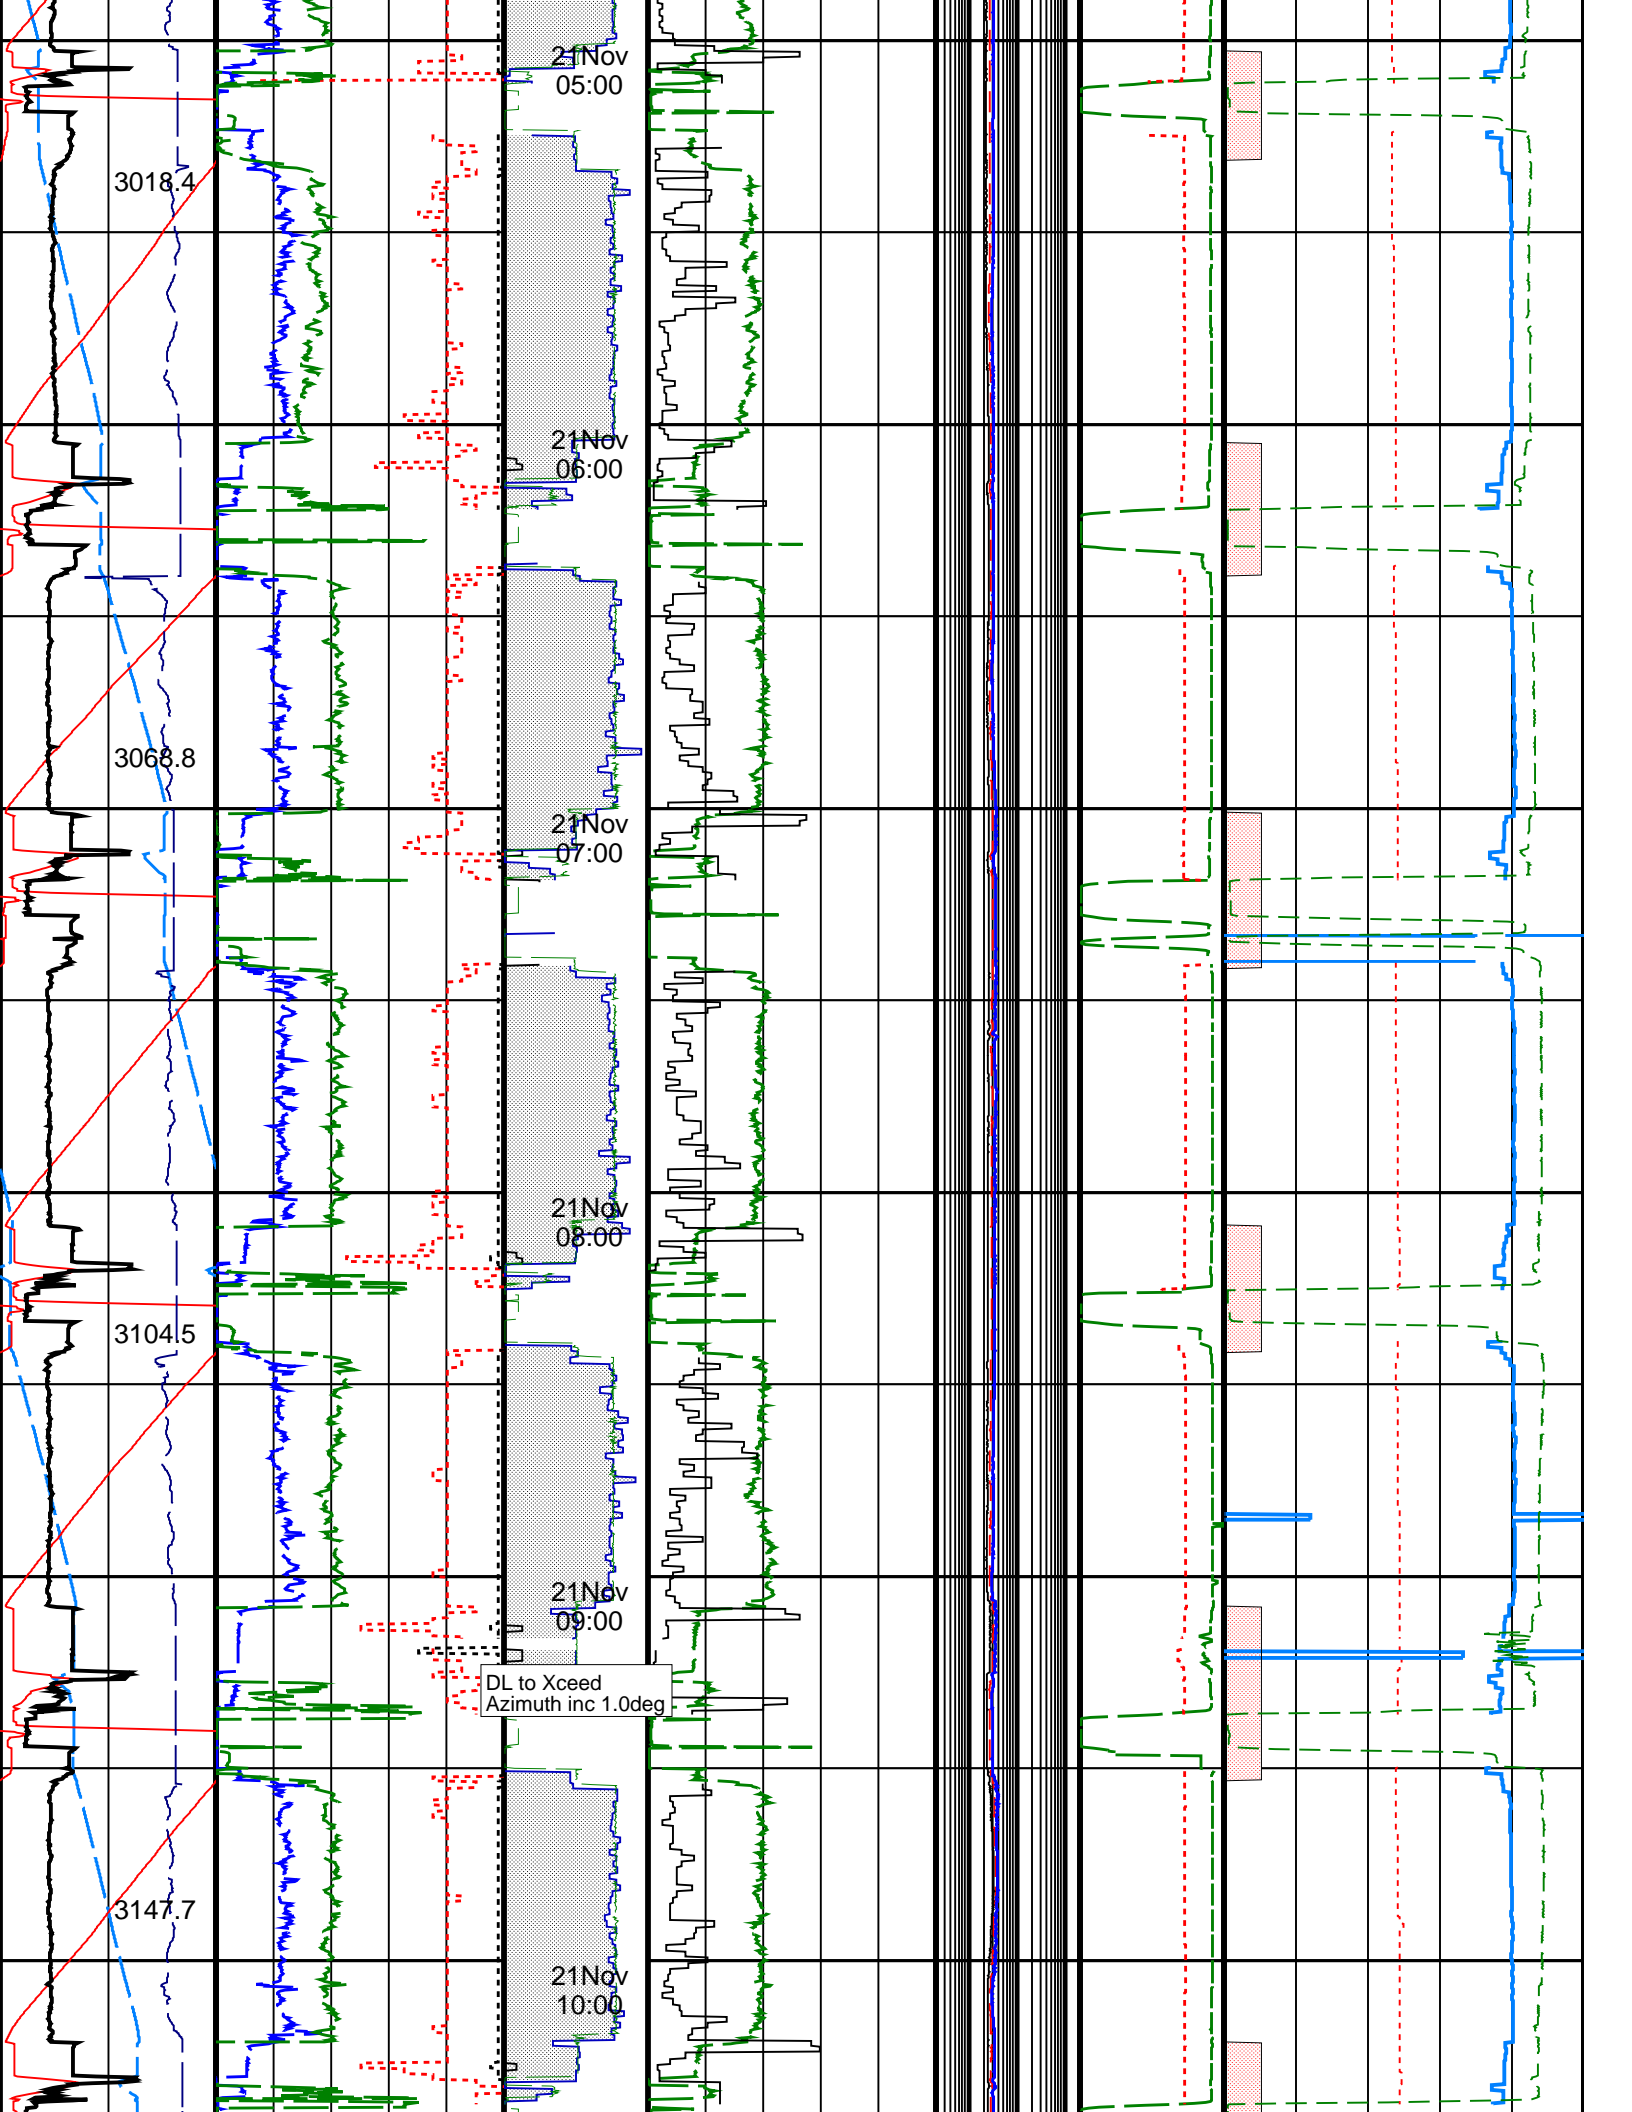 21Nov
05:00
3018.4
21Nov
06:00
3068.8
21Nov
07:00
21Nov
08:00
3104.5
21Nov
09:00
DL to Xceed
Azimuth inc 1.0deg
3147.7
21Nov
10:00